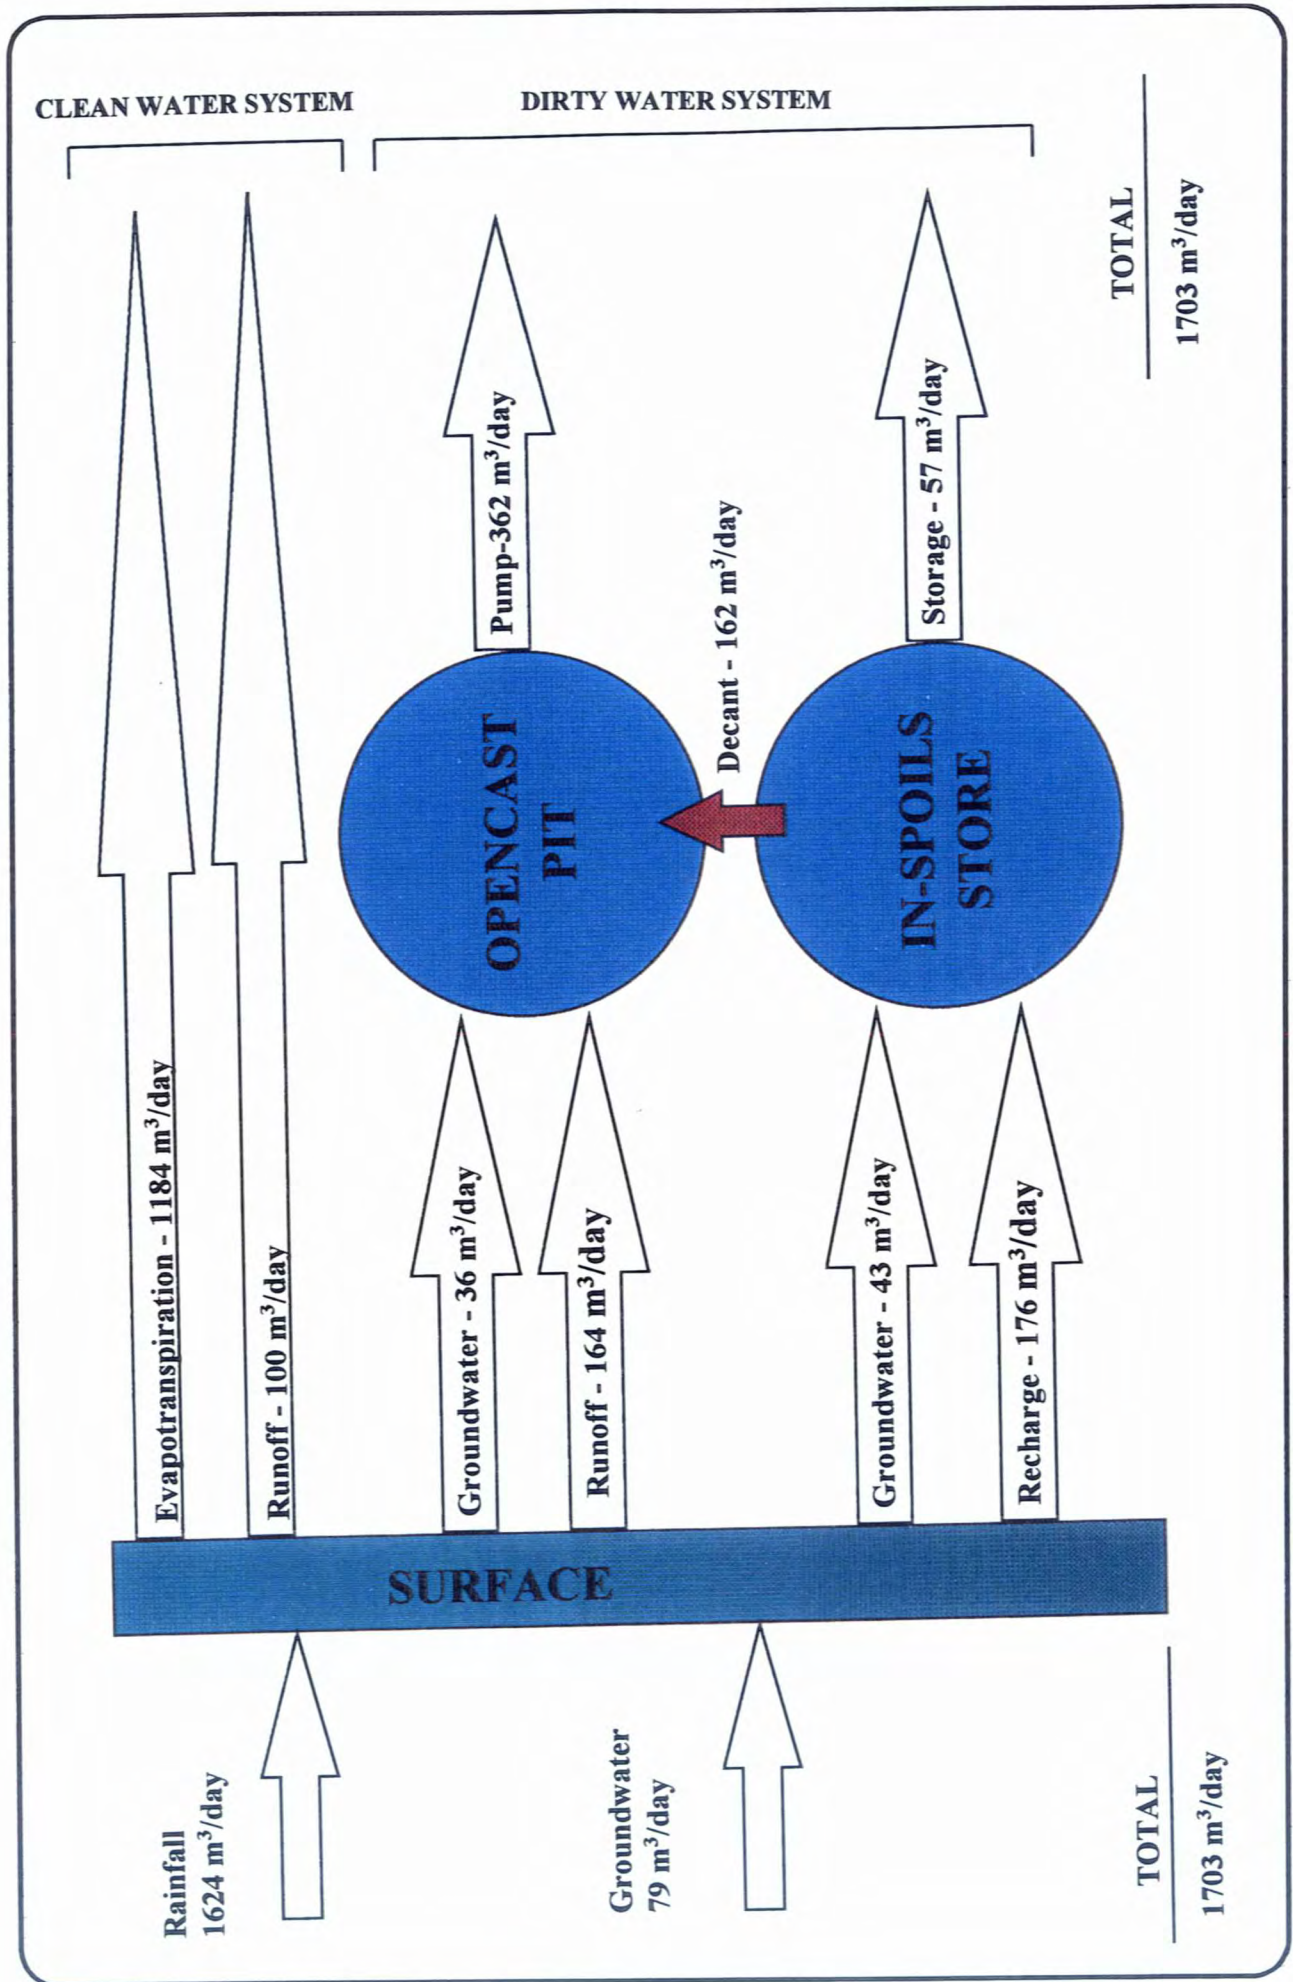 CLEAN WATER SYSTEM
DIRTY WATER SYSTEM
Evapotranspiration - 1184 m³/day
Runoff - 100 m³/day
Groundwater - 36 m³/day
Runoff - 164 m³/day
OPENCAST
PIT
Pump-362 m³/day
Decant - 162 m³/day
Groundwater - 43 m³/day
Recharge - 176 m³/day
IN-SPOILS
STORE
Storage - 57 m³/day
SURFACE
Rainfall
1624 m³/day
Groundwater
79 m³/day
TOTAL
1703 m³/day
TOTAL
1703 m³/day